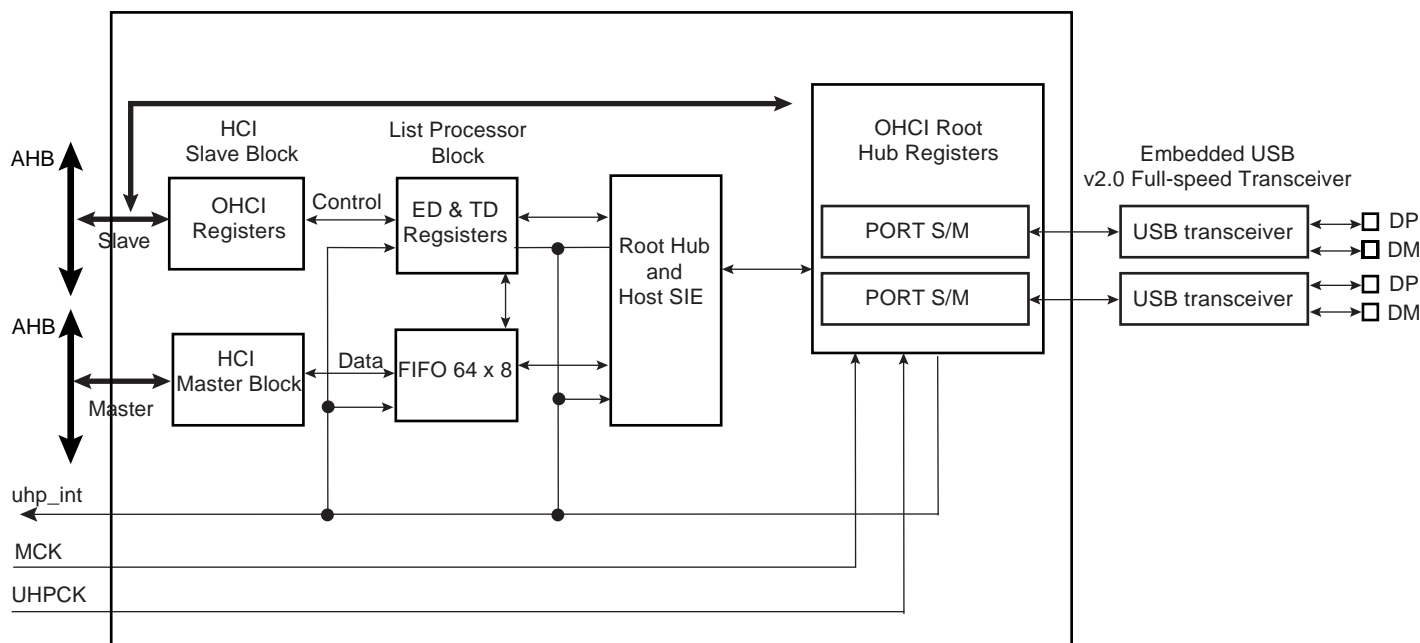 HCI
Slave Block
List Processor
Block
OHCI Root
Hub Registers
Embedded USB
v2.0 Full-speed Transceiver
AHB
Slave
OHCI
Registers
Control
ED & TD
Regsisters
Root Hub
and
Host SIE
PORT S/M
USB transceiver
DP
DM
PORT S/M
USB transceiver
DP
DM
AHB
Master
HCI
Master Block
Data
FIFO 64 x 8
uhp_int
MCK
UHPCK